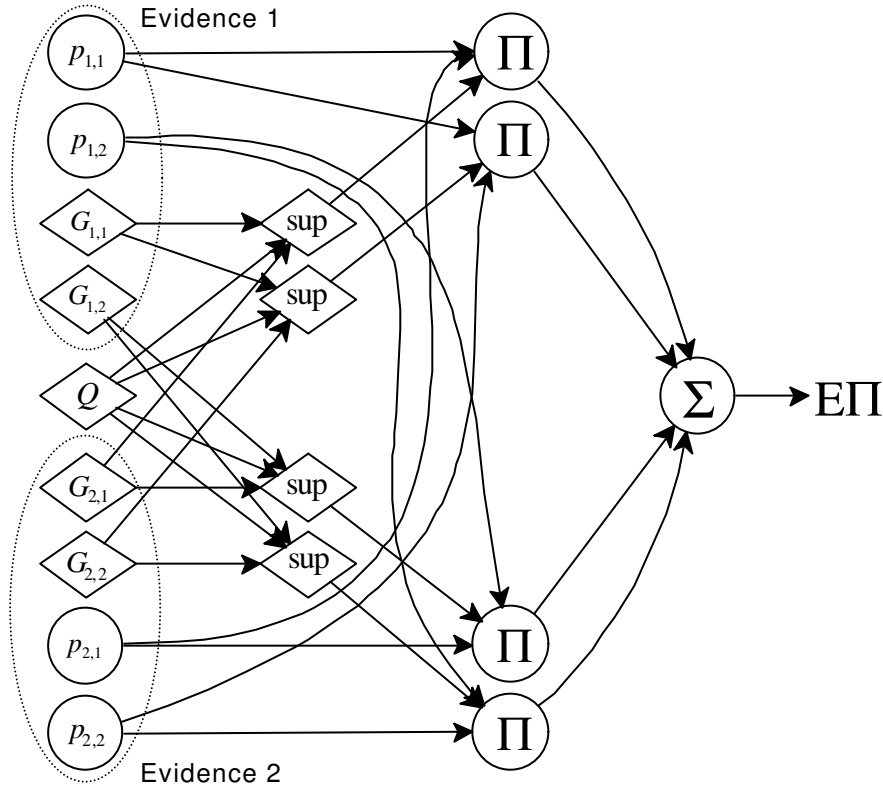 Evidence 1
p1,1
Π
p1,2
Π
G1,1
sup
G1,2
sup
Q
Σ
EΠ
G2,1
sup
G2,2
sup
p2,1
Π
p2,2
Π
Evidence 2